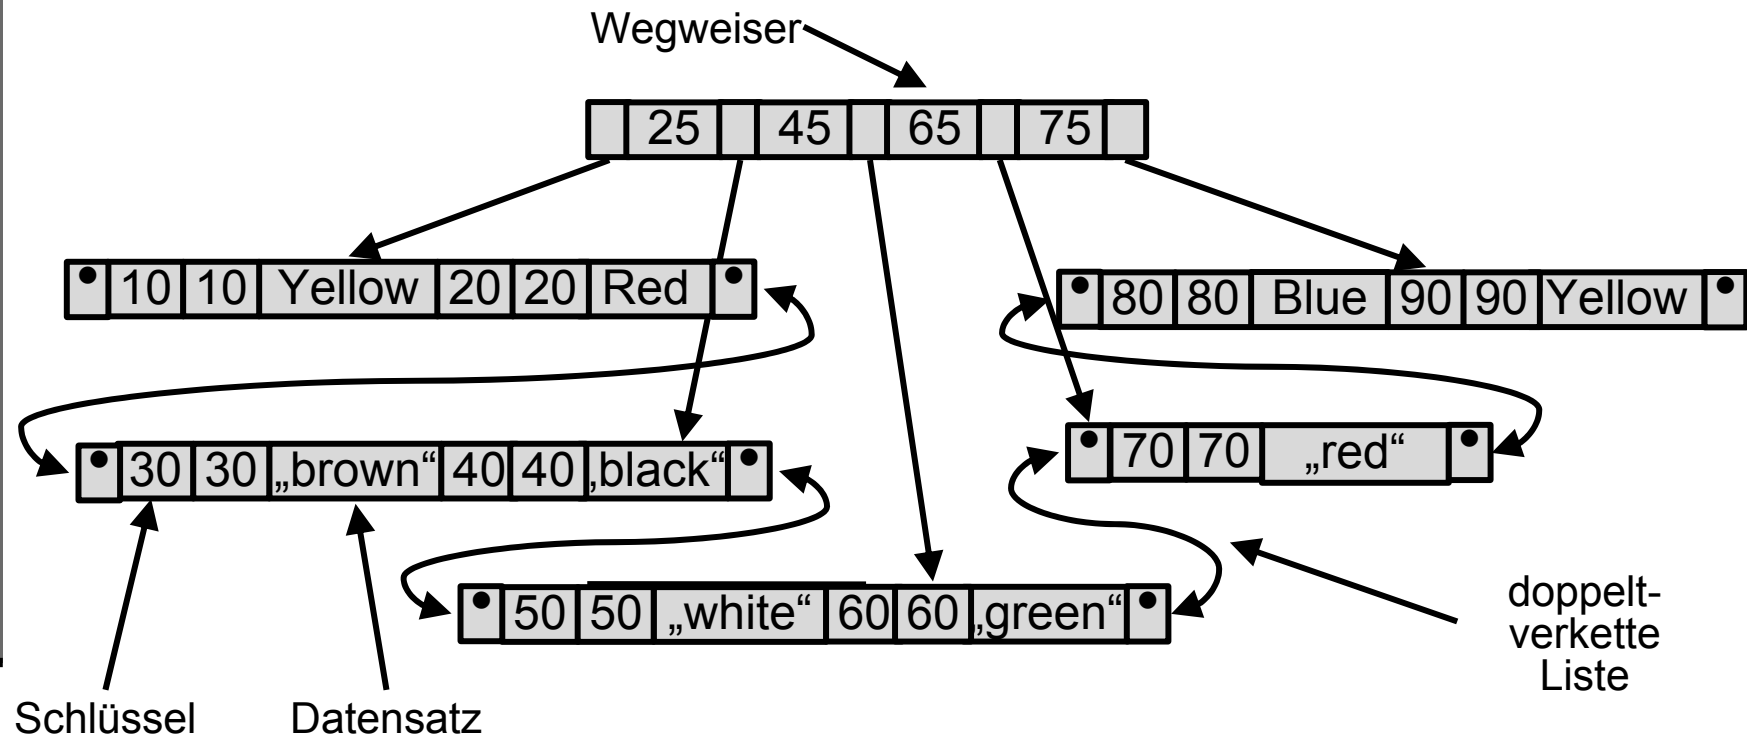 Wegweiser
25 45 65 75
10 10 Yellow 20 20 Red
80 80 Blue 90 90 Yellow
30 30 „brown“ 40 40 ‚black“
70 70 „red“
50 50 „white“ 60 60 ‚green“
doppelt-
verkette
Liste
Schlüssel Datensatz